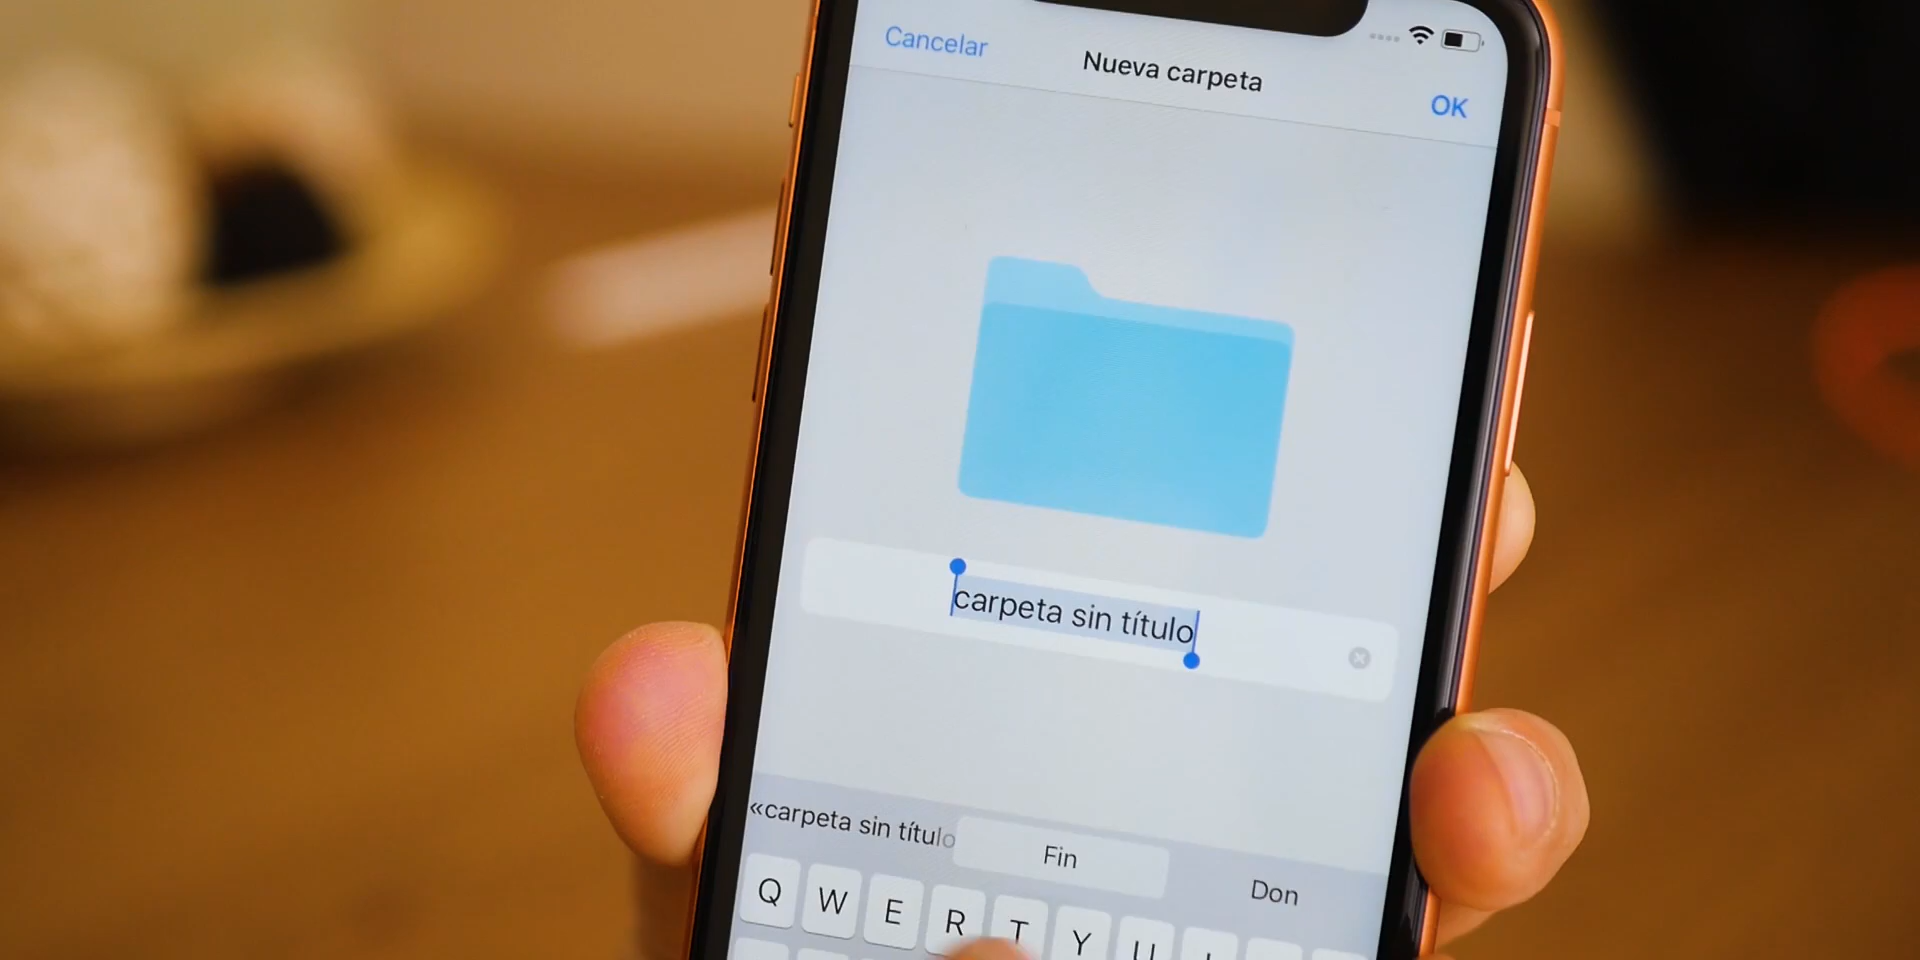 Cancelar
Nueva carpeta
OK
carpeta sin título
«carpeta sin título
Fin
Don
Q W E R T Y U